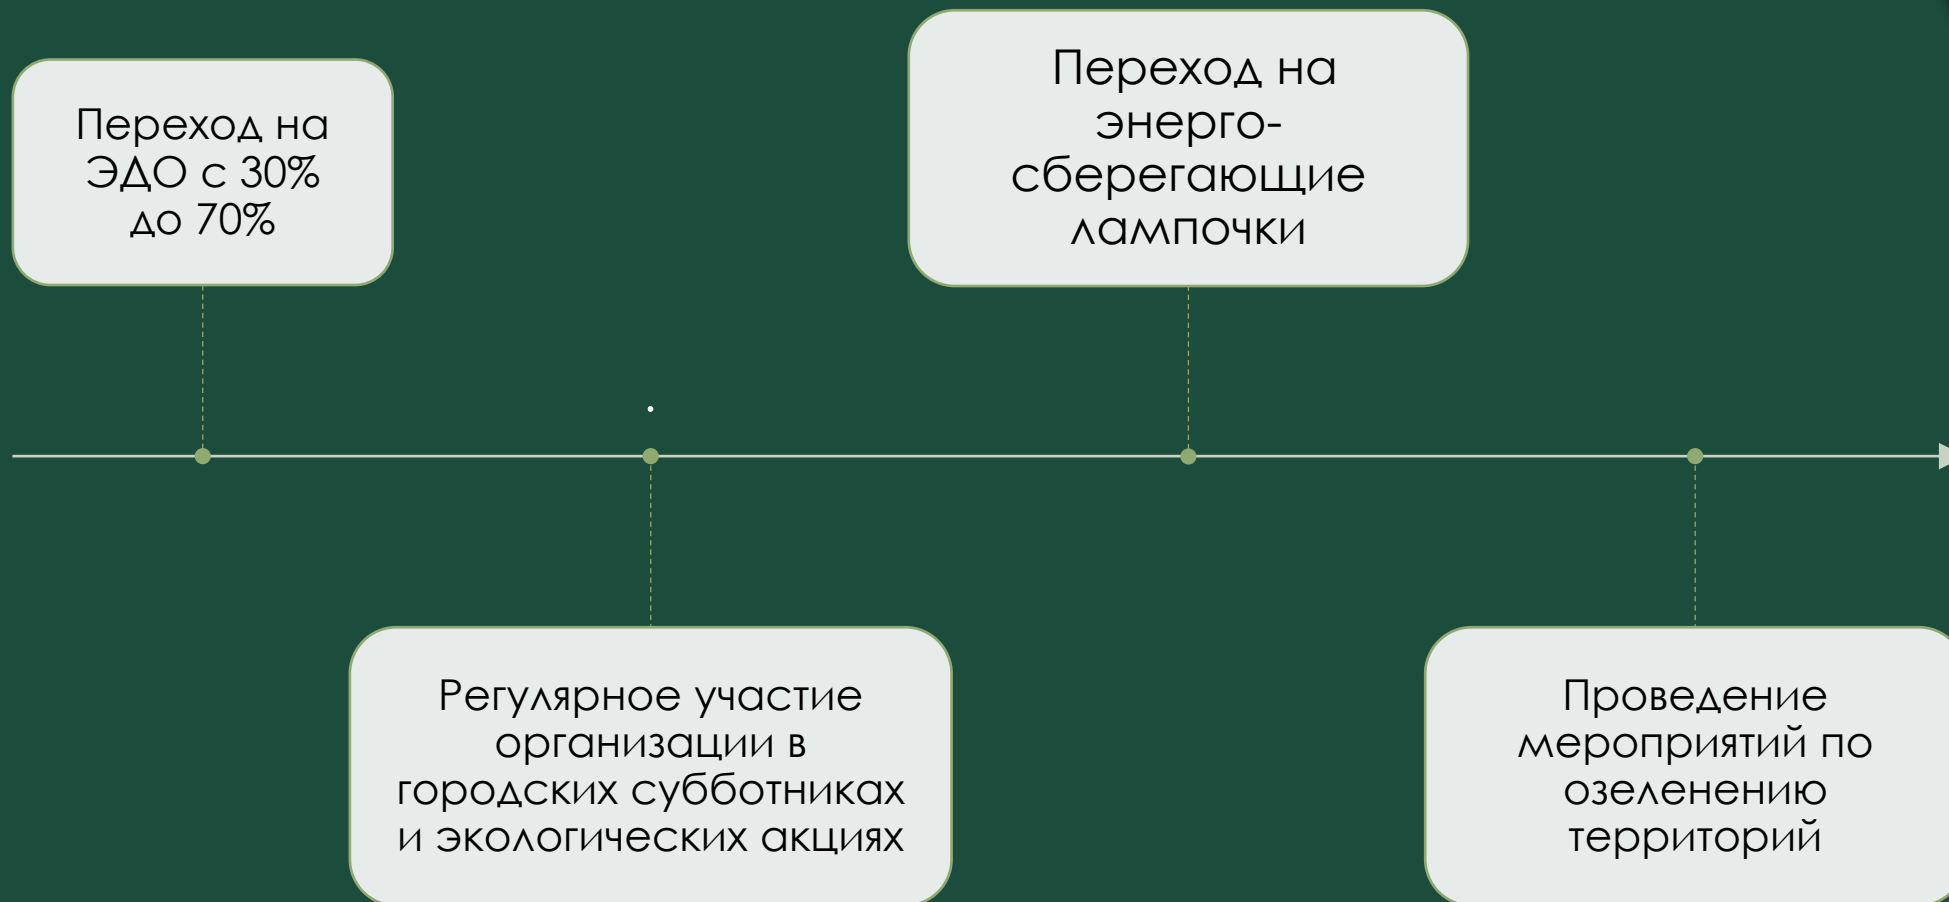 Переход на
ЭДО с 30%
до 70%
Регулярное участие
организации в
городских субботниках
и экологических акциях
Переход на
энерго-
сберегающие
лампочки
Проведение
мероприятий по
озеленению
территорий